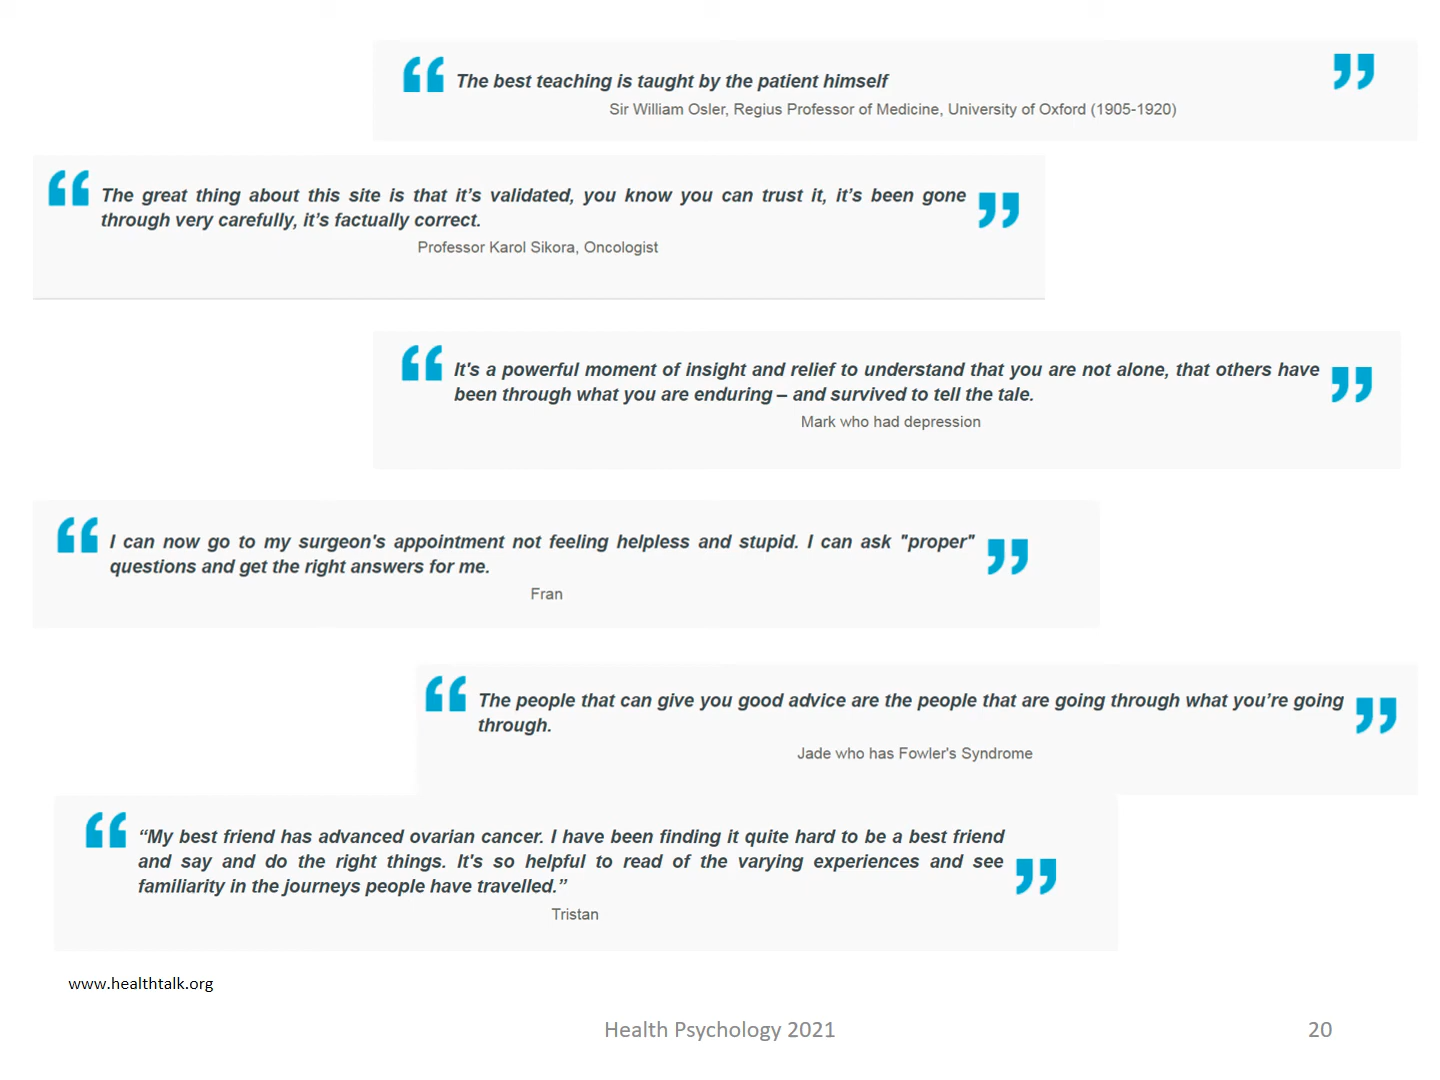 The best teaching is taught by the patient himself
Sir William Osler, Regius Professor of Medicine, University of Oxford (1905-1920)
The great thing about this site is that it’s validated, you know you can trust it, it’s been gone
through very carefully, it’s factually correct.
Professor Karol Sikora, Oncologist
It's a powerful moment of insight and relief to understand that you are not alone, that others have
been through what you are enduring – and survived to tell the tale.
Mark who had depression
I can now go to my surgeon's appointment not feeling helpless and stupid. I can ask "proper"
questions and get the right answers for me.
Fran
The people that can give you good advice are the people that are going through what you’re going
through.
Jade who has Fowler's Syndrome
“My best friend has advanced ovarian cancer. I have been finding it quite hard to be a best friend
and say and do the right things. It's so helpful to read of the varying experiences and see
familiarity in the journeys people have travelled.”
Tristan
www.healthtalk.org
Health Psychology 2021
20